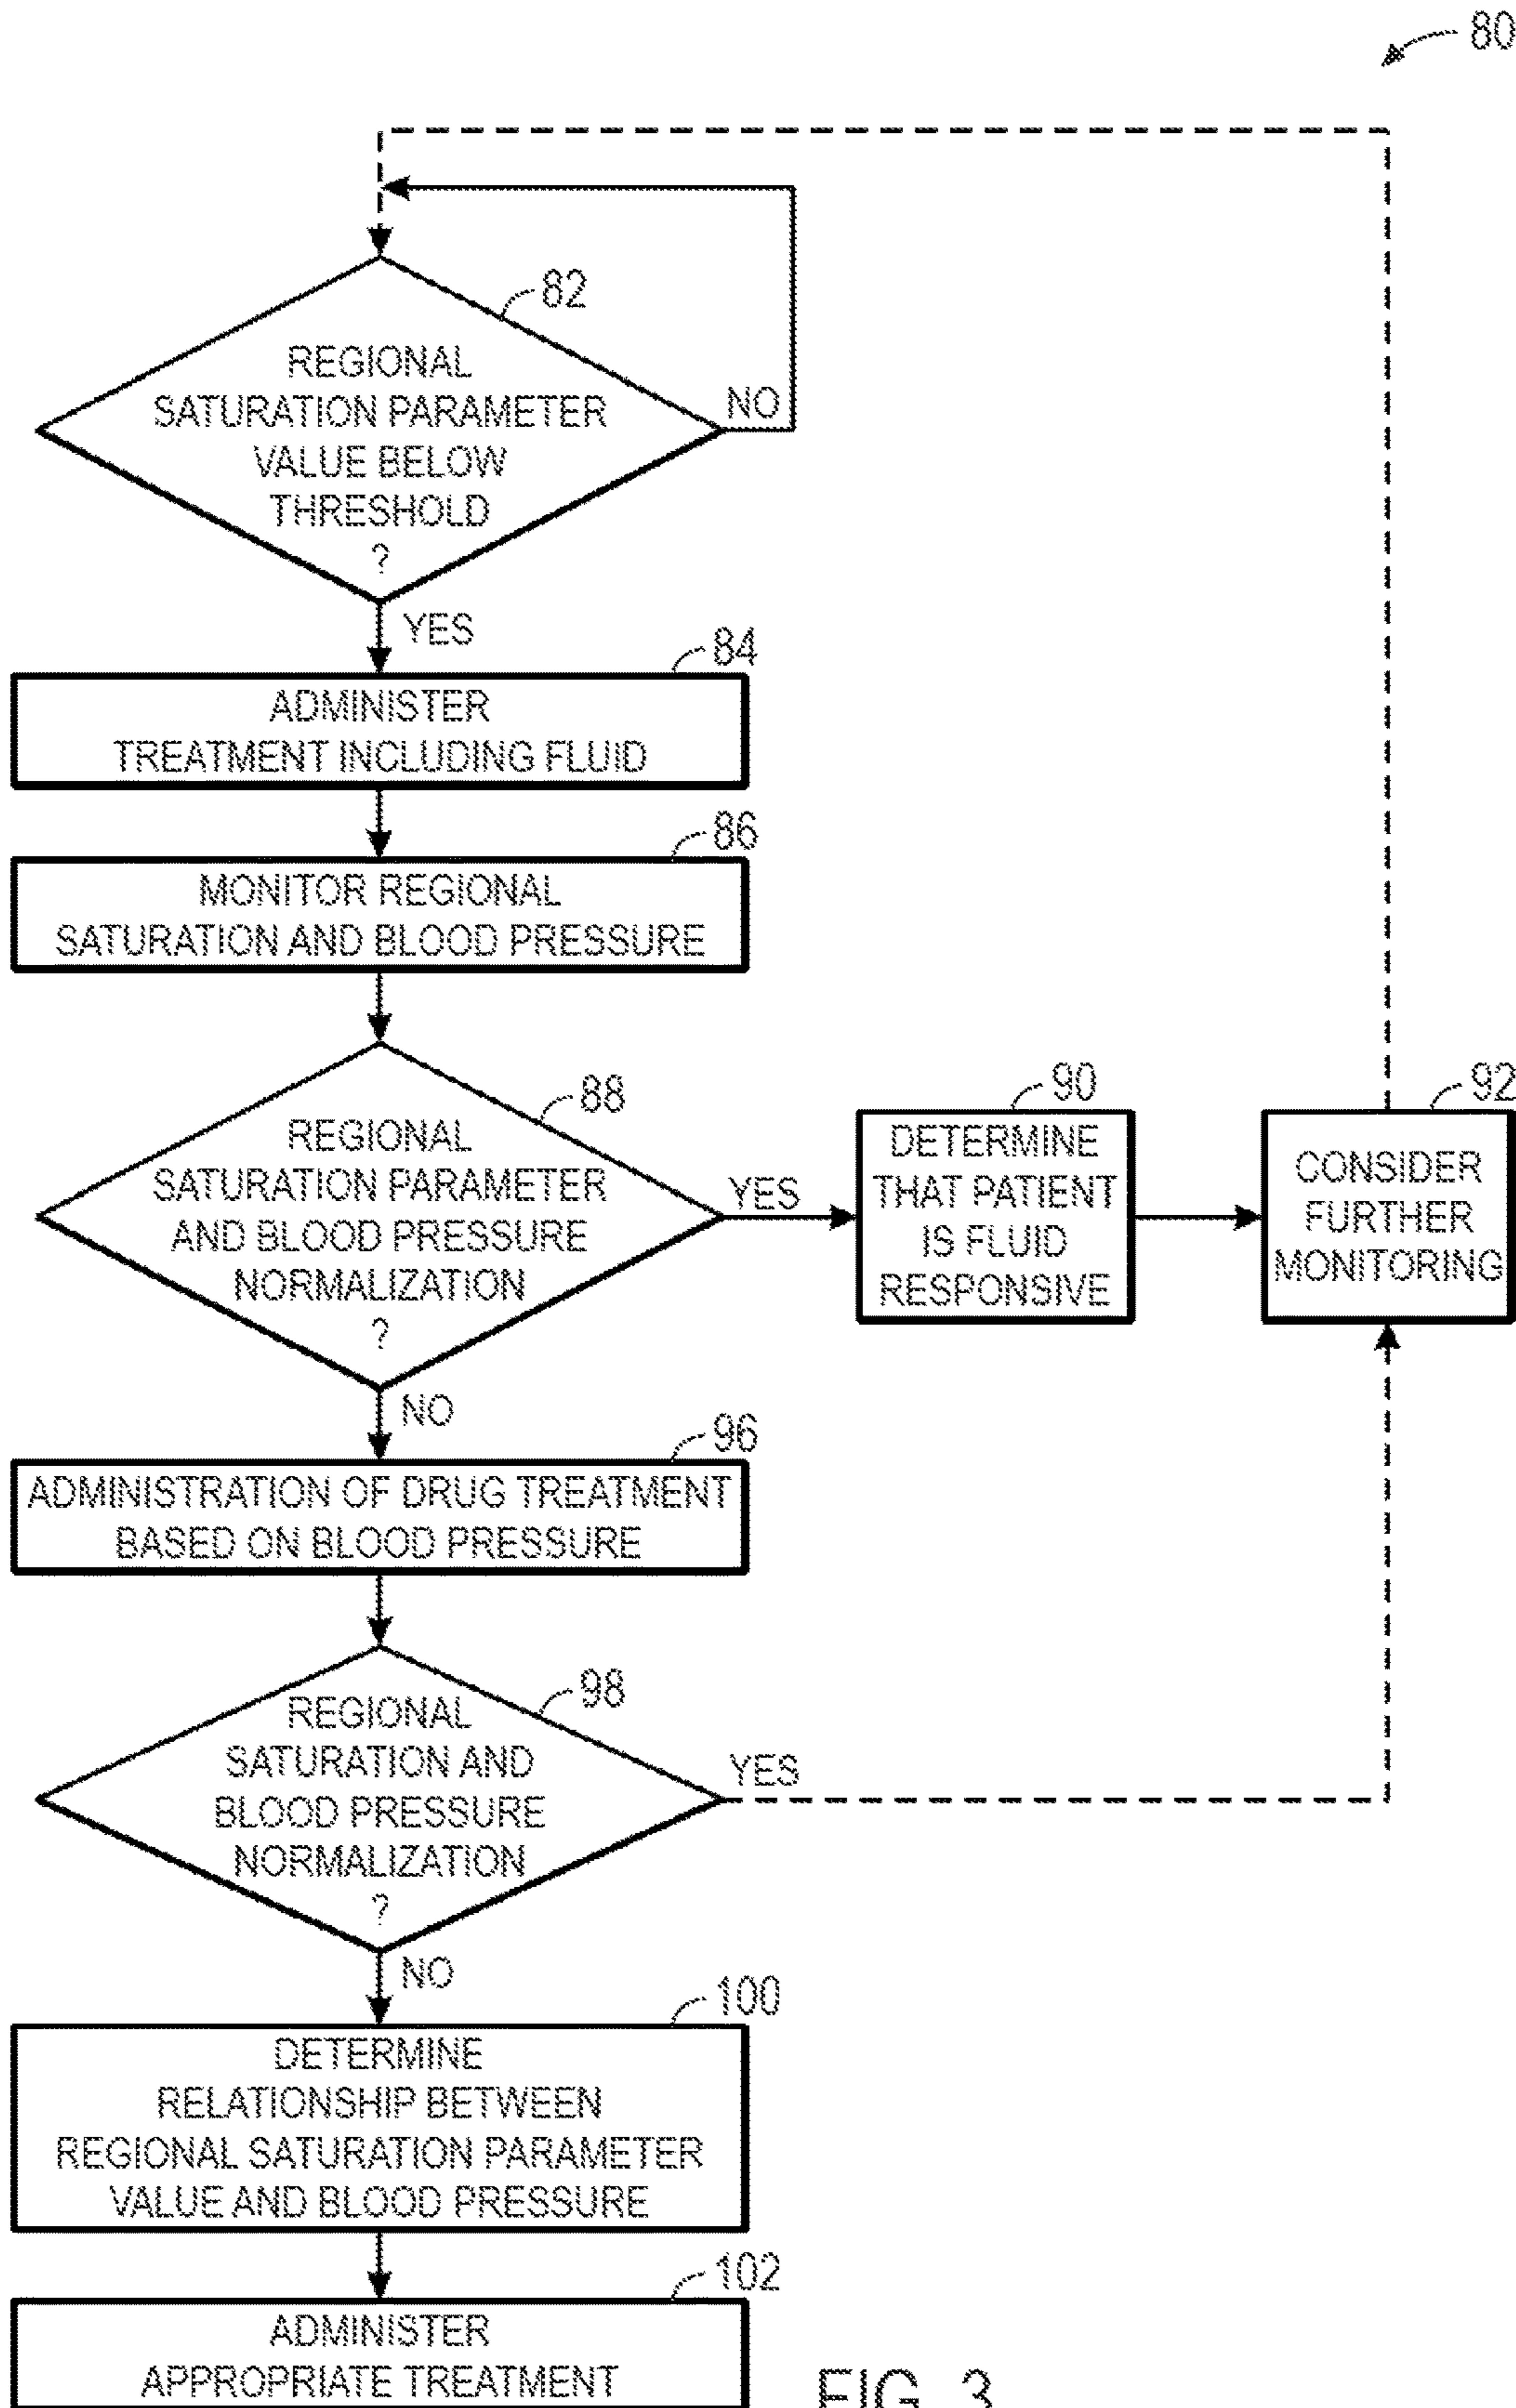 80
82
REGIONAL
SATURATION PARAMETER
VALUE BELOW
THRESHOLD
?
NO
YES
84
ADMINISTER
TREATMENT INCLUDING FLUID
86
MONITOR REGIONAL
SATURATION AND BLOOD PRESSURE
88
REGIONAL
SATURATION PARAMETER
AND BLOOD PRESSURE
NORMALIZATION
?
YES
90
DETERMINE
THAT PATIENT
IS FLUID
RESPONSIVE
92
CONSIDER
FURTHER
MONITORING
NO
96
ADMINISTRATION OF DRUG TREATMENT
BASED ON BLOOD PRESSURE
98
REGIONAL
SATURATION AND
BLOOD PRESSURE
NORMALIZATION
?
YES
NO
100
DETERMINE
RELATIONSHIP BETWEEN
REGIONAL SATURATION PARAMETER
VALUE AND BLOOD PRESSURE
102
ADMINISTER
APPROPRIATE TREATMENT
FIG. 3